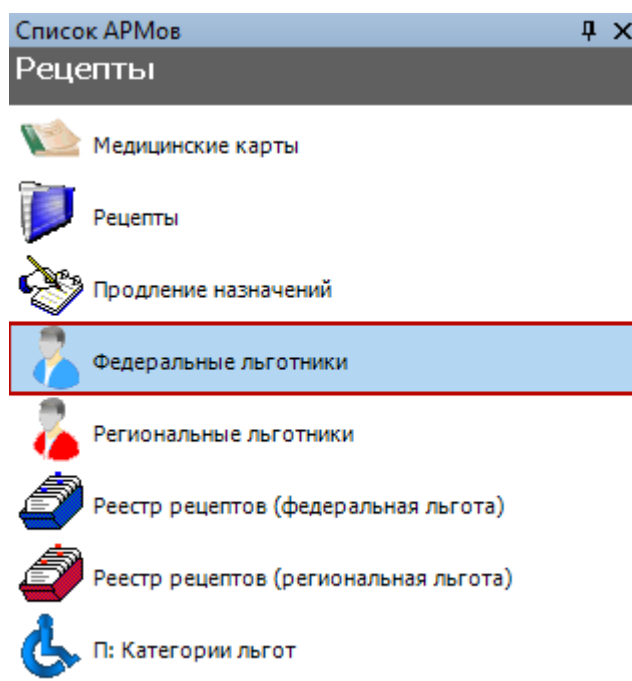 Список АРМов
Рецепты
Медицинские карты
Рецепты
Продление назначений
Федеральные льготники
Региональные льготники
Реестр рецептов (федеральная льгота)
Реестр рецептов (региональная льгота)
П: Категории льгот